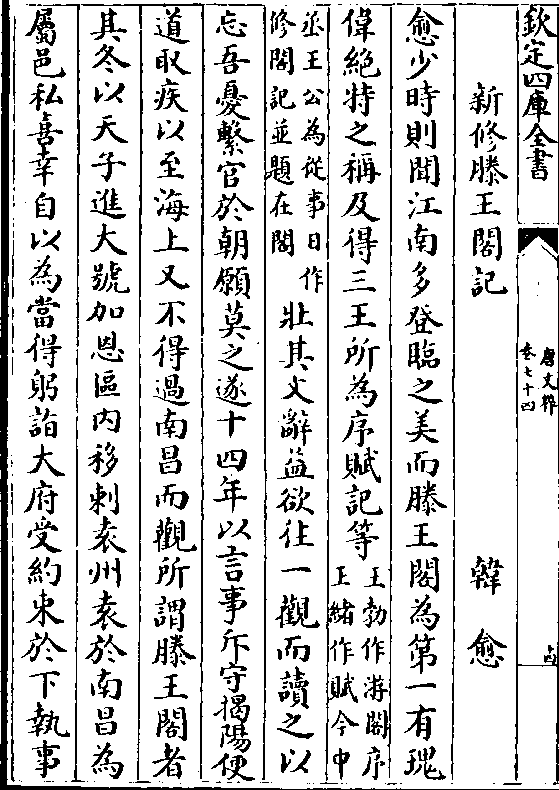 欽定四庫全書
唐文粹
卷七十四
新修滕王閣記 韓愈
愈少時則聞江南多登臨之美而滕王閣為第一有瑰
偉絕特之稱及得三王所為序賦記等王勃作游閣序王緒作賦今中
丞王公為從事日作修閣記並題在閣壯其文辭益欲往一觀而讀之以
忘吾憂繫官於朝願莫之遂十四年以言事斥守揭陽便
道取疾以至海上又不得過南昌而觀所謂滕王閣者
其冬以天子進大號加恩區内移刺袁州袁於南昌為
屬邑私喜幸自以為當得躬詣大府受約束於下執事